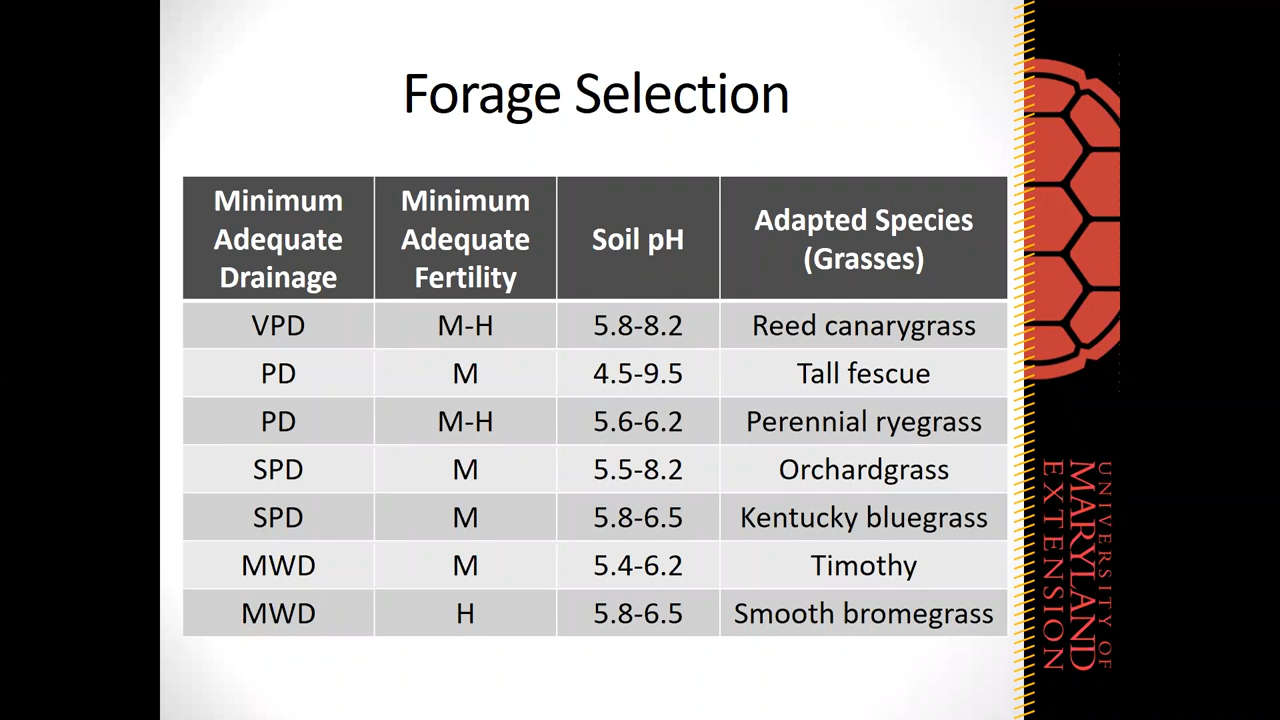 Forage Selection
Minimum Adequate Drainage Minimum Adequate Fertility Soil pH Adapted Species (Grasses)
VPD M-H 5.8-8.2 Reed canarygrass
PD M 4.5-9.5 Tall fescue
PD M-H 5.6-6.2 Perennial ryegrass
SPD M 5.5-8.2 Orchardgrass
SPD M 5.8-6.5 Kentucky bluegrass
MWD M 5.4-6.2 Timothy
MWD H 5.8-6.5 Smooth bromegrass
UNIVERSITY OF
MARYLAND
EXTENSION